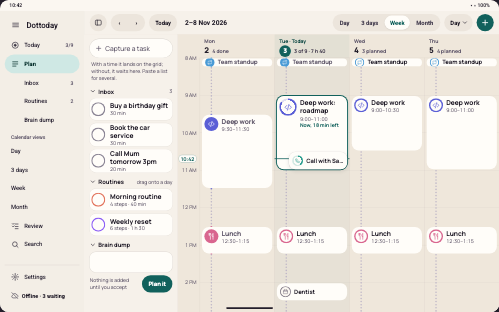 10:42
100%
Dottoday
Today 3/9
Plan
Inbox 3
Routines 2
Brain dump
Calendar views
Day
3 days
Week
Month
Review
Search
Settings
Offline · 3 waiting
Today
+ Capture a task
With a time it lands on the grid;
without, it waits here. Paste a list
for several.
Inbox 3
Buy a birthday gift
30 min
Book the car
service
30 min
Call Mum
tomorrow 3pm
20 min
Routines drag onto a day
Morning routine
4 steps · 40 min
Weekly reset
6 steps · 1 h 30
Brain dump
Nothing is added
until you accept
Plan it
2–8 Nov 2026
Day 3 days Week Month
Day
Mon
2 4 done
Tue · Today
3 3 of 9 · 7 h 40
Wed
4 3 planned
Thu
5 4 planned
8 AM
Team standup
Team standup
Team standup
Team standup
9 AM
Deep work:
roadmap
9:00–11:00
Now, 18 min left
Deep work
9:00–10:30
Deep work
9:00–11:00
Deep work
9:30–11:30
10 AM
10:42
Call with Sa…
11 AM
12 PM
1 PM
Lunch
12:30–1:15
Lunch
12:30–1:15
Lunch
12:30–1:15
Lunch
12:30–1:15
2 PM
Dentist